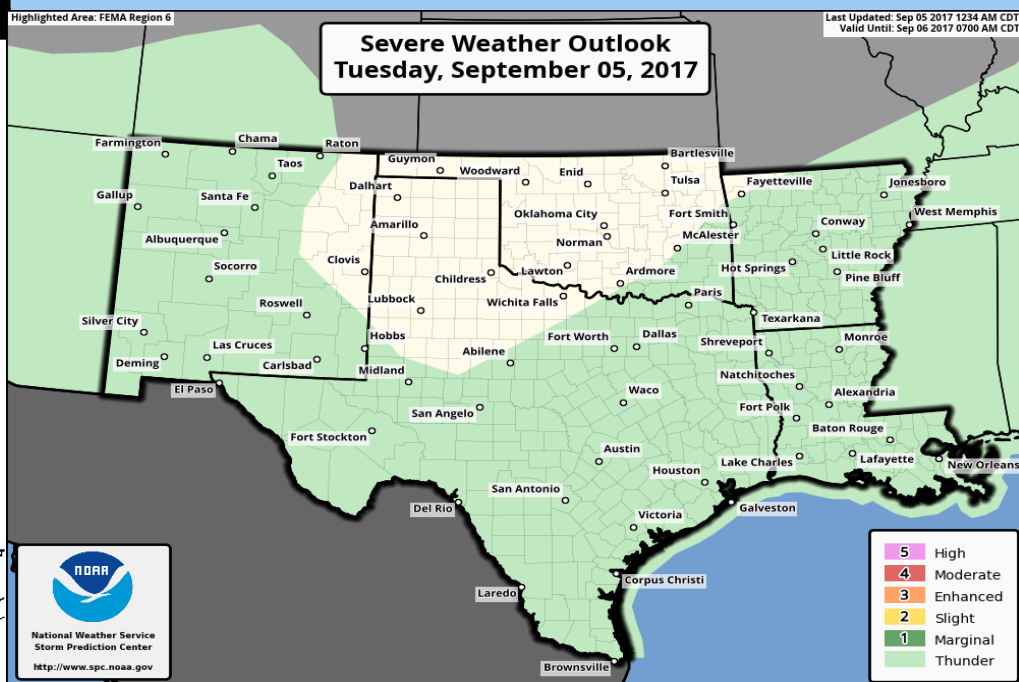 Highlighted Area: FEMA Region 6
Last Updated: Sep 05 2017 1234 AM CDT
Valid Until: Sep 06 2017 0700 AM CDT
Severe Weather Outlook
Tuesday, September 05, 2017
Farmington
Chama
Raton
Taos
Guymon
Woodward
Enid
Bartlesville
Tulsa
Fayetteville
Jonesboro
Gallup
Santa Fe
Dalhart
Albuquerque
Amarillo
Oklahoma City
Norman
Fort Smith
McAlester
Conway
West Memphis
Little Rock
Socorro
Clovis
Childress
Lawton
Ardmore
Hot Springs
Pine Bluff
Roswell
Lubbock
Wichita Falls
Paris
Texarkana
Silver City
Las Cruces
Hobbs
Fort Worth
Dallas
Shreveport
Monroe
Deming
Carlsbad
Midland
Abilene
Natchitoches
El Paso
Waco
Alexandria
San Angelo
Fort Polk
Fort Stockton
Baton Rouge
Austin
Houston
Lake Charles
Lafayette
New Orleans
Del Rio
San Antonio
Galveston
Victoria
Laredo
Corpus Christi
Brownsville
NOAA
National Weather Service
Storm Prediction Center
http://www.spc.noaa.gov
5 High
4 Moderate
3 Enhanced
2 Slight
1 Marginal
Thunder